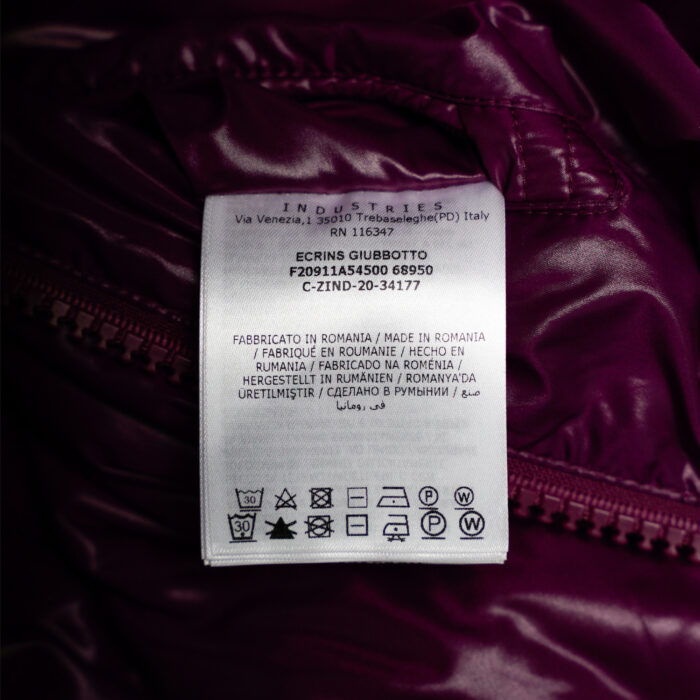 INDUSTRIES
Via Venezia,1 35010 Trebaseleghe(PD) Italy
RN 116347
ECRINS GIUBBOTTO
F20911A54500 68950
C-ZIND-20-34177
FABBRICATO IN ROMANIA / MADE IN ROMANIA
/ FABRIQUÉ EN ROUMANIE / HECHO EN
RUMANIA / FABRICADO NA ROMÉNIA /
HERGESTELLT IN RUMÄNIEN / ROMANYA'DA
ÜRETILMIŞTIR / СДЕЛАНО В РУМЫНИИ / صنع
في رومانيا
30 P W
30 P W